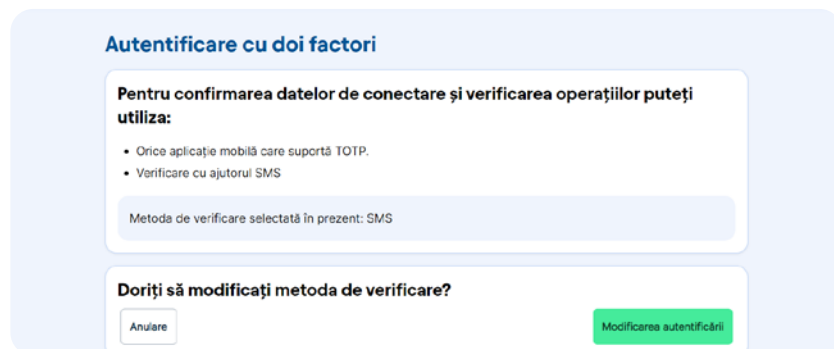 Autentificare cu doi factori
Pentru confirmarea datelor de conectare și verificarea operațiilor puteți
utiliza:
• Orice aplicație mobilă care suportă TOTP.
• Verificare cu ajutorul SMS
Metoda de verificare selectată în prezent: SMS
Doriți să modificați metoda de verificare?
Anulare
Modificarea autentificării